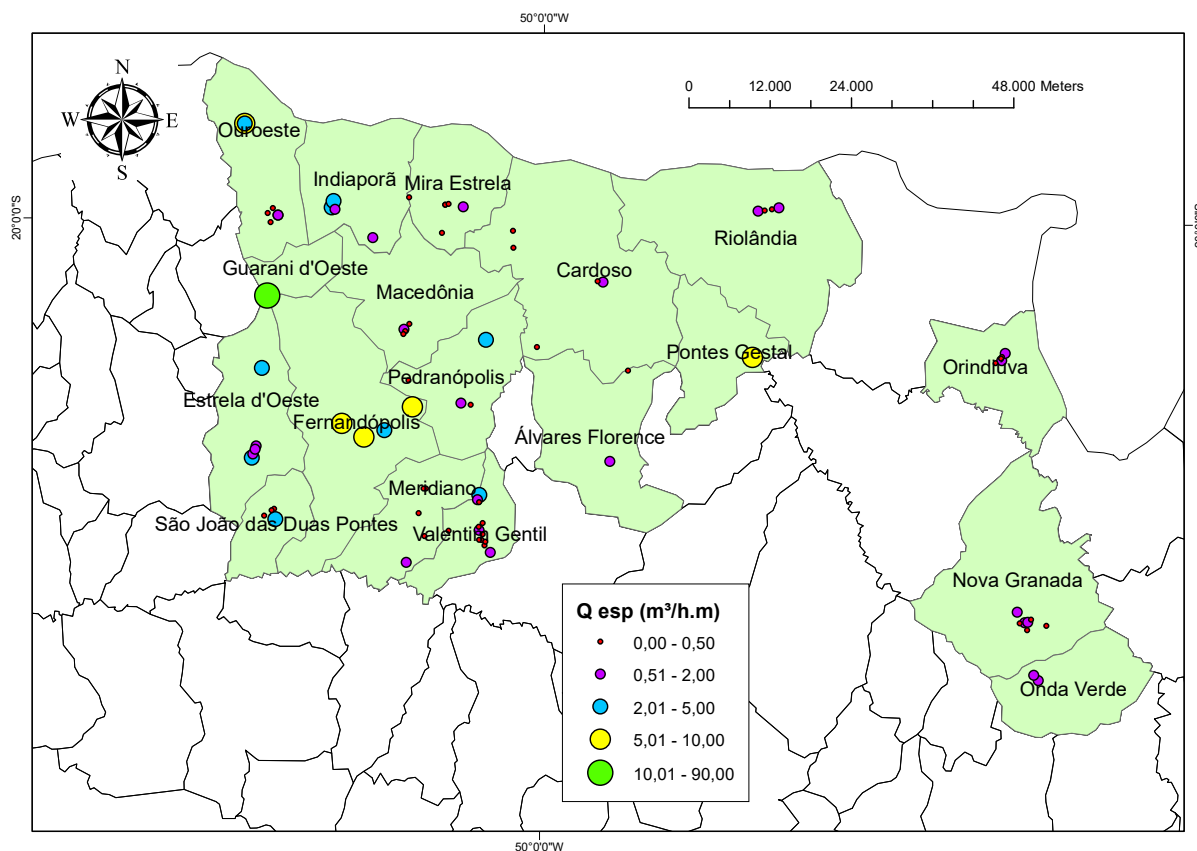 50°0'0"W
N
W
E
S
0 12.000 24.000 48.000 Meters
Ouroeste
Indiaporã
Mira Estrela
20°0'0"S
Riolândia
Guarani d'Oeste
Cardoso
Macedônia
Pontes Gestal
Orindiuva
Pedranópolis
Estrela d'Oeste
Fernandópolis
Álvares Florence
Meridiano
São João das Duas Pontes
Valentim Gentil
Nova Granada
Onda Verde
Q esp (m³/h.m)
0,00 - 0,50
0,51 - 2,00
2,01 - 5,00
5,01 - 10,00
10,01 - 90,00
50°0'0"W